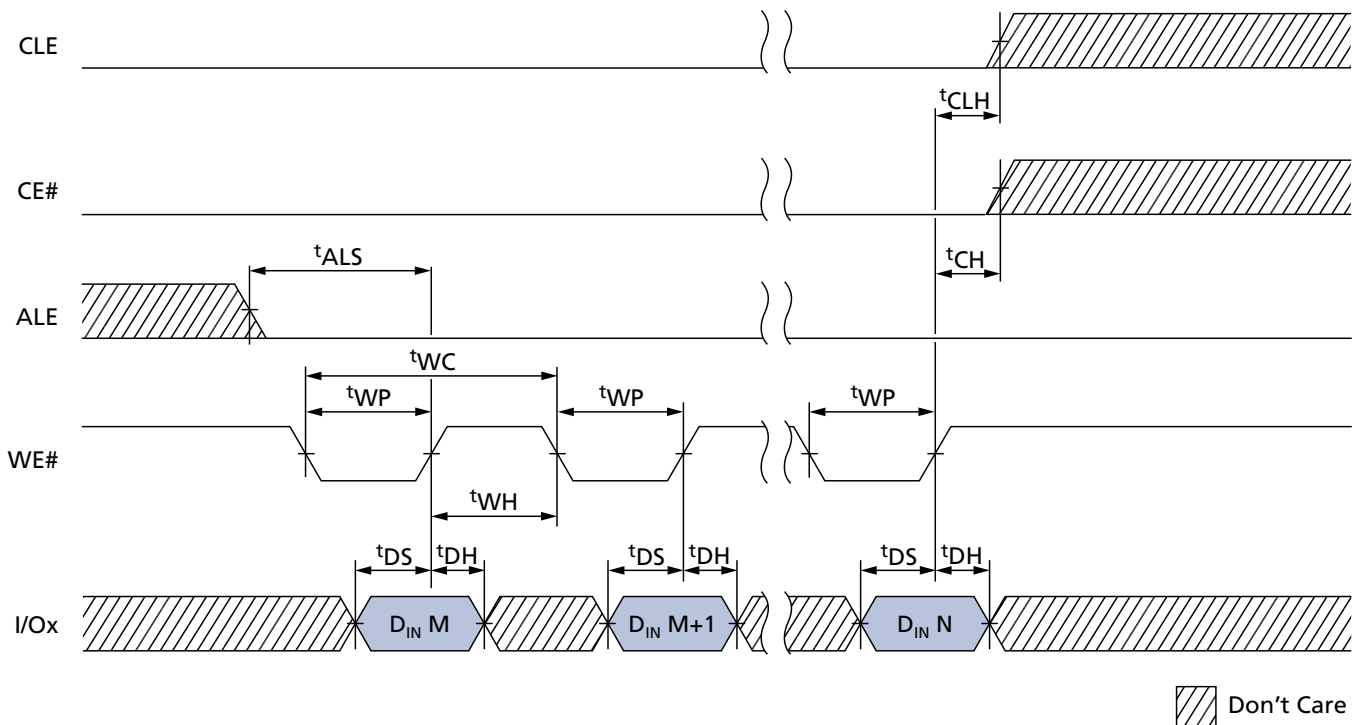 CLE
tCLH
CE#
tALS
tCH
ALE
tWC
tWP
tWP
tWP
WE#
tWH
tDS
tDH
tDS
tDH
tDS
tDH
I/Ox
DIN M
DIN M+1
DIN N
Don't Care